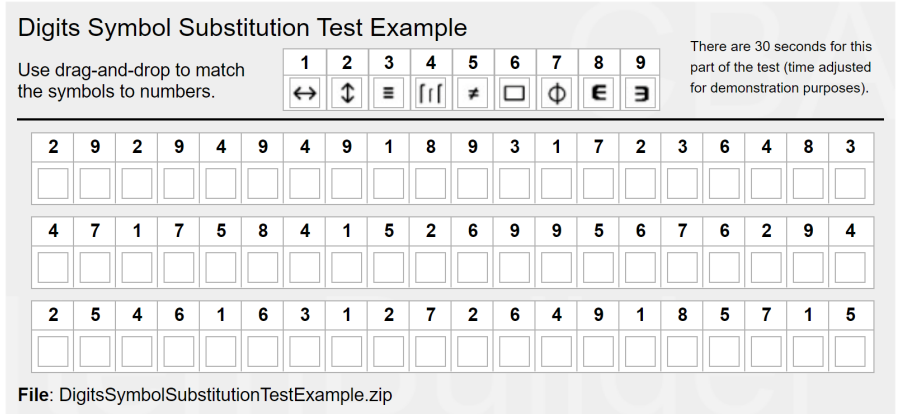 Digits Symbol Substitution Test Example
Use drag-and-drop to match
the symbols to numbers.
1 2 3 4 5 6 7 8 9
↔ ↕ ≡ ⌠⌠⌠ ≠ ▭ Φ ∈ ∋
There are 30 seconds for this
part of the test (time adjusted
for demonstration purposes).
2 9 2 9 4 9 4 9 1 8 9 3 1 7 2 3 6 4 8 3
4 7 1 7 5 8 4 1 5 2 6 9 9 5 6 7 6 2 9 4
2 5 4 6 1 6 3 1 2 7 2 6 4 9 1 8 5 7 1 5
File: DigitsSymbolSubstitutionTestExample.zip